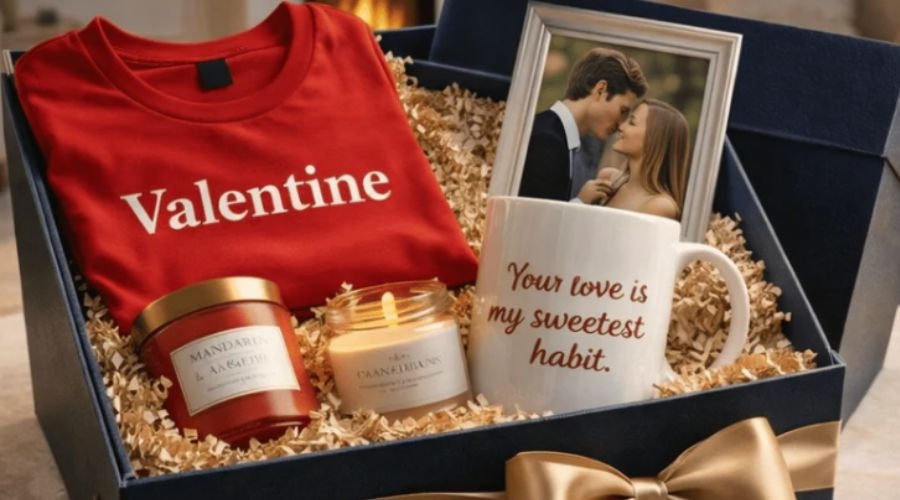 Valentine
MANDARIN
&
Your love is
my sweetest
habit.